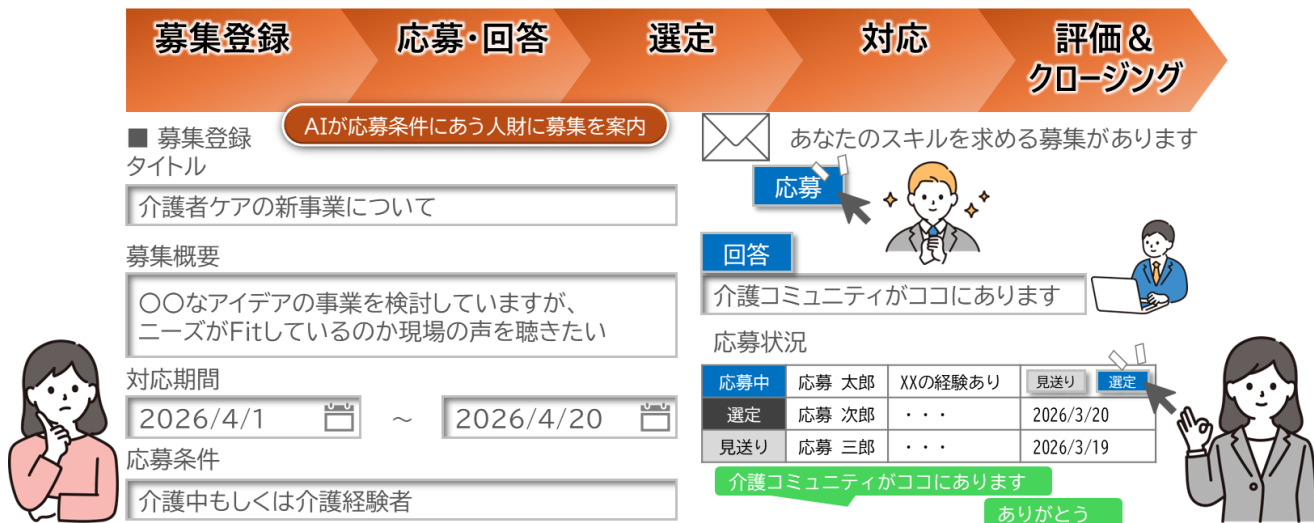 募集登録
応募・回答
選定
対応
評価&
クロージング
AIが応募条件にあう人財に募集を案内
■ 募集登録
タイトル
介護者ケアの新事業について
募集概要
〇〇なアイデアの事業を検討していますが、
ニーズがFitしているのか現場の声を聴きたい
対応期間
2026/4/1 ~ 2026/4/20
応募条件
介護中もしくは介護経験者
あなたのスキルを求める募集があります
応募
回答
介護コミュニティがココにあります
応募状況
応募中 応募 太郎 XXの経験あり 見送り 選定
選定 応募 次郎 ・・・ 2026/3/20
見送り 応募 三郎 ・・・ 2026/3/19
介護コミュニティがココにあります
ありがとう